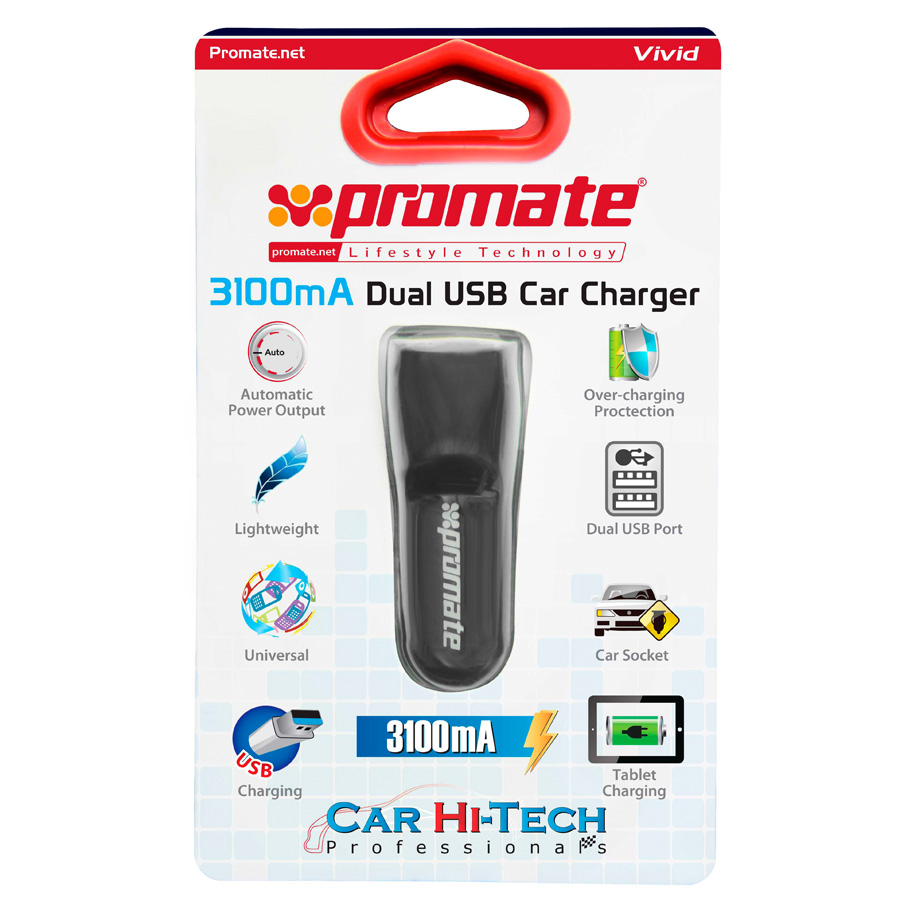 Promate.net
Vivid
promate®
promate.net Lifestyle Technology
3100mA Dual USB Car Charger
Auto
Automatic
Power Output
Over-charging
Proctection
Lightweight
Dual USB Port
promate
Universal
Car Socket
USB
Charging
3100mA
Tablet
Charging
CAR HI-TECH
Professionals